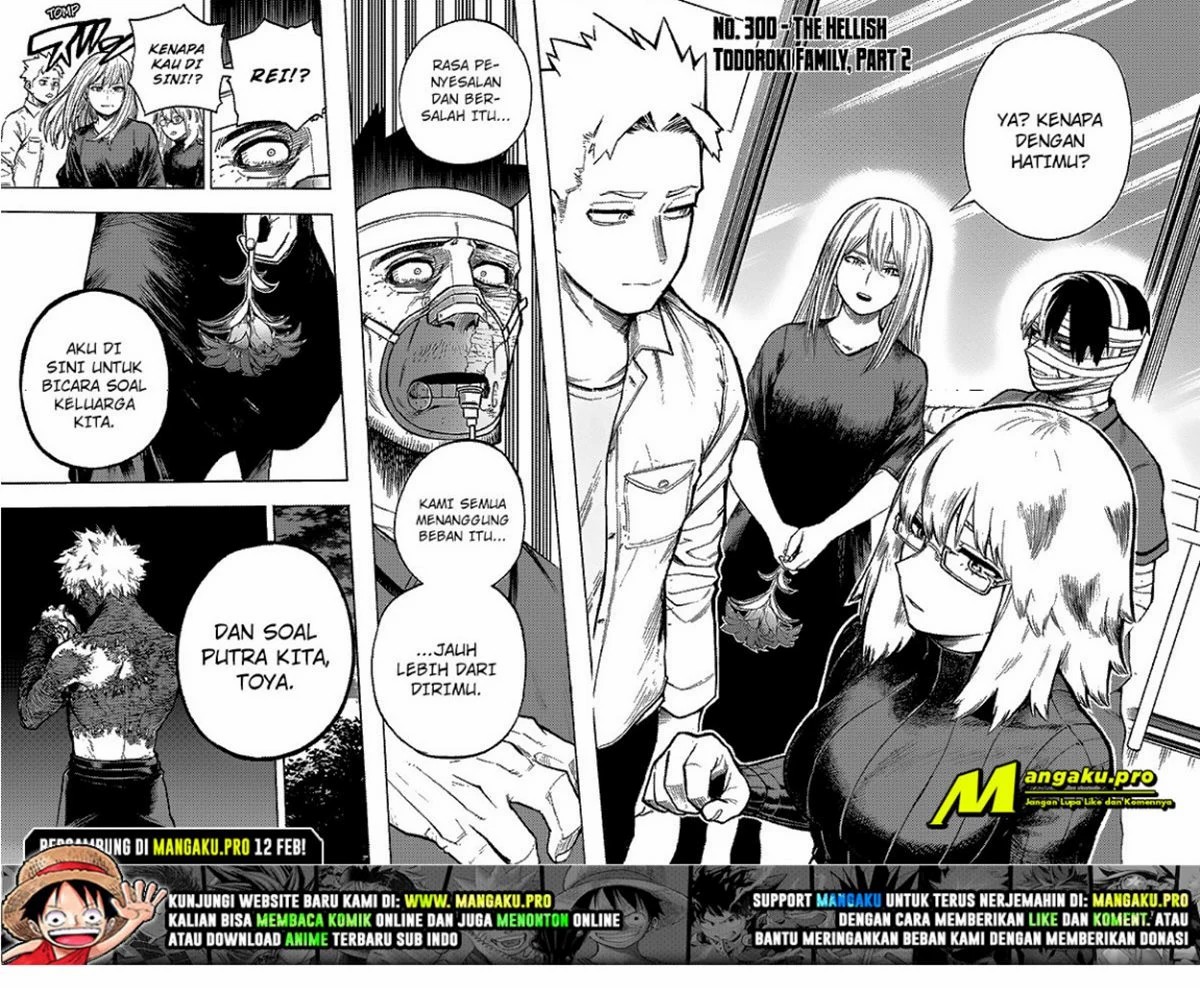 No. 300 - The Hellish
Todoroki Family, Part 2
YA? KENAPA
DENGAN
HATIMU?
RASA PE-
NYESALAN
DAN BER-
SALAH ITU...
KAMI SEMUA
MENANGGUNG
BEBAN ITU...
...JAUH
LEBIH DARI
DIRIMU.
REI!?
KENAPA
KAU DI
SINI!?
TOMP
AKU DI
SINI UNTUK
BICARA SOAL
KELUARGA
KITA.
DAN SOAL
PUTRA KITA,
TOYA.
Mangaku.pro
Jangan Lupa Like dan Komennya
BERSAMBUNG DI MANGAKU.PRO 12 FEB!
KUNJUNGI WEBSITE BARU KAMI DI: WWW. MANGAKU.PRO
KALIAN BISA MEMBACA KOMIK ONLINE DAN JUGA MENONTON ONLINE
ATAU DOWNLOAD ANIME TERBARU SUB INDO
SUPPORT MANGAKU UNTUK TERUS NERJEMAHIN DI: MANGAKU.PRO
DENGAN CARA MEMBERIKAN LIKE DAN KOMENT. ATAU
BANTU MERINGANKAN BEBAN KAMI DENGAN MEMBERIKAN DONASI